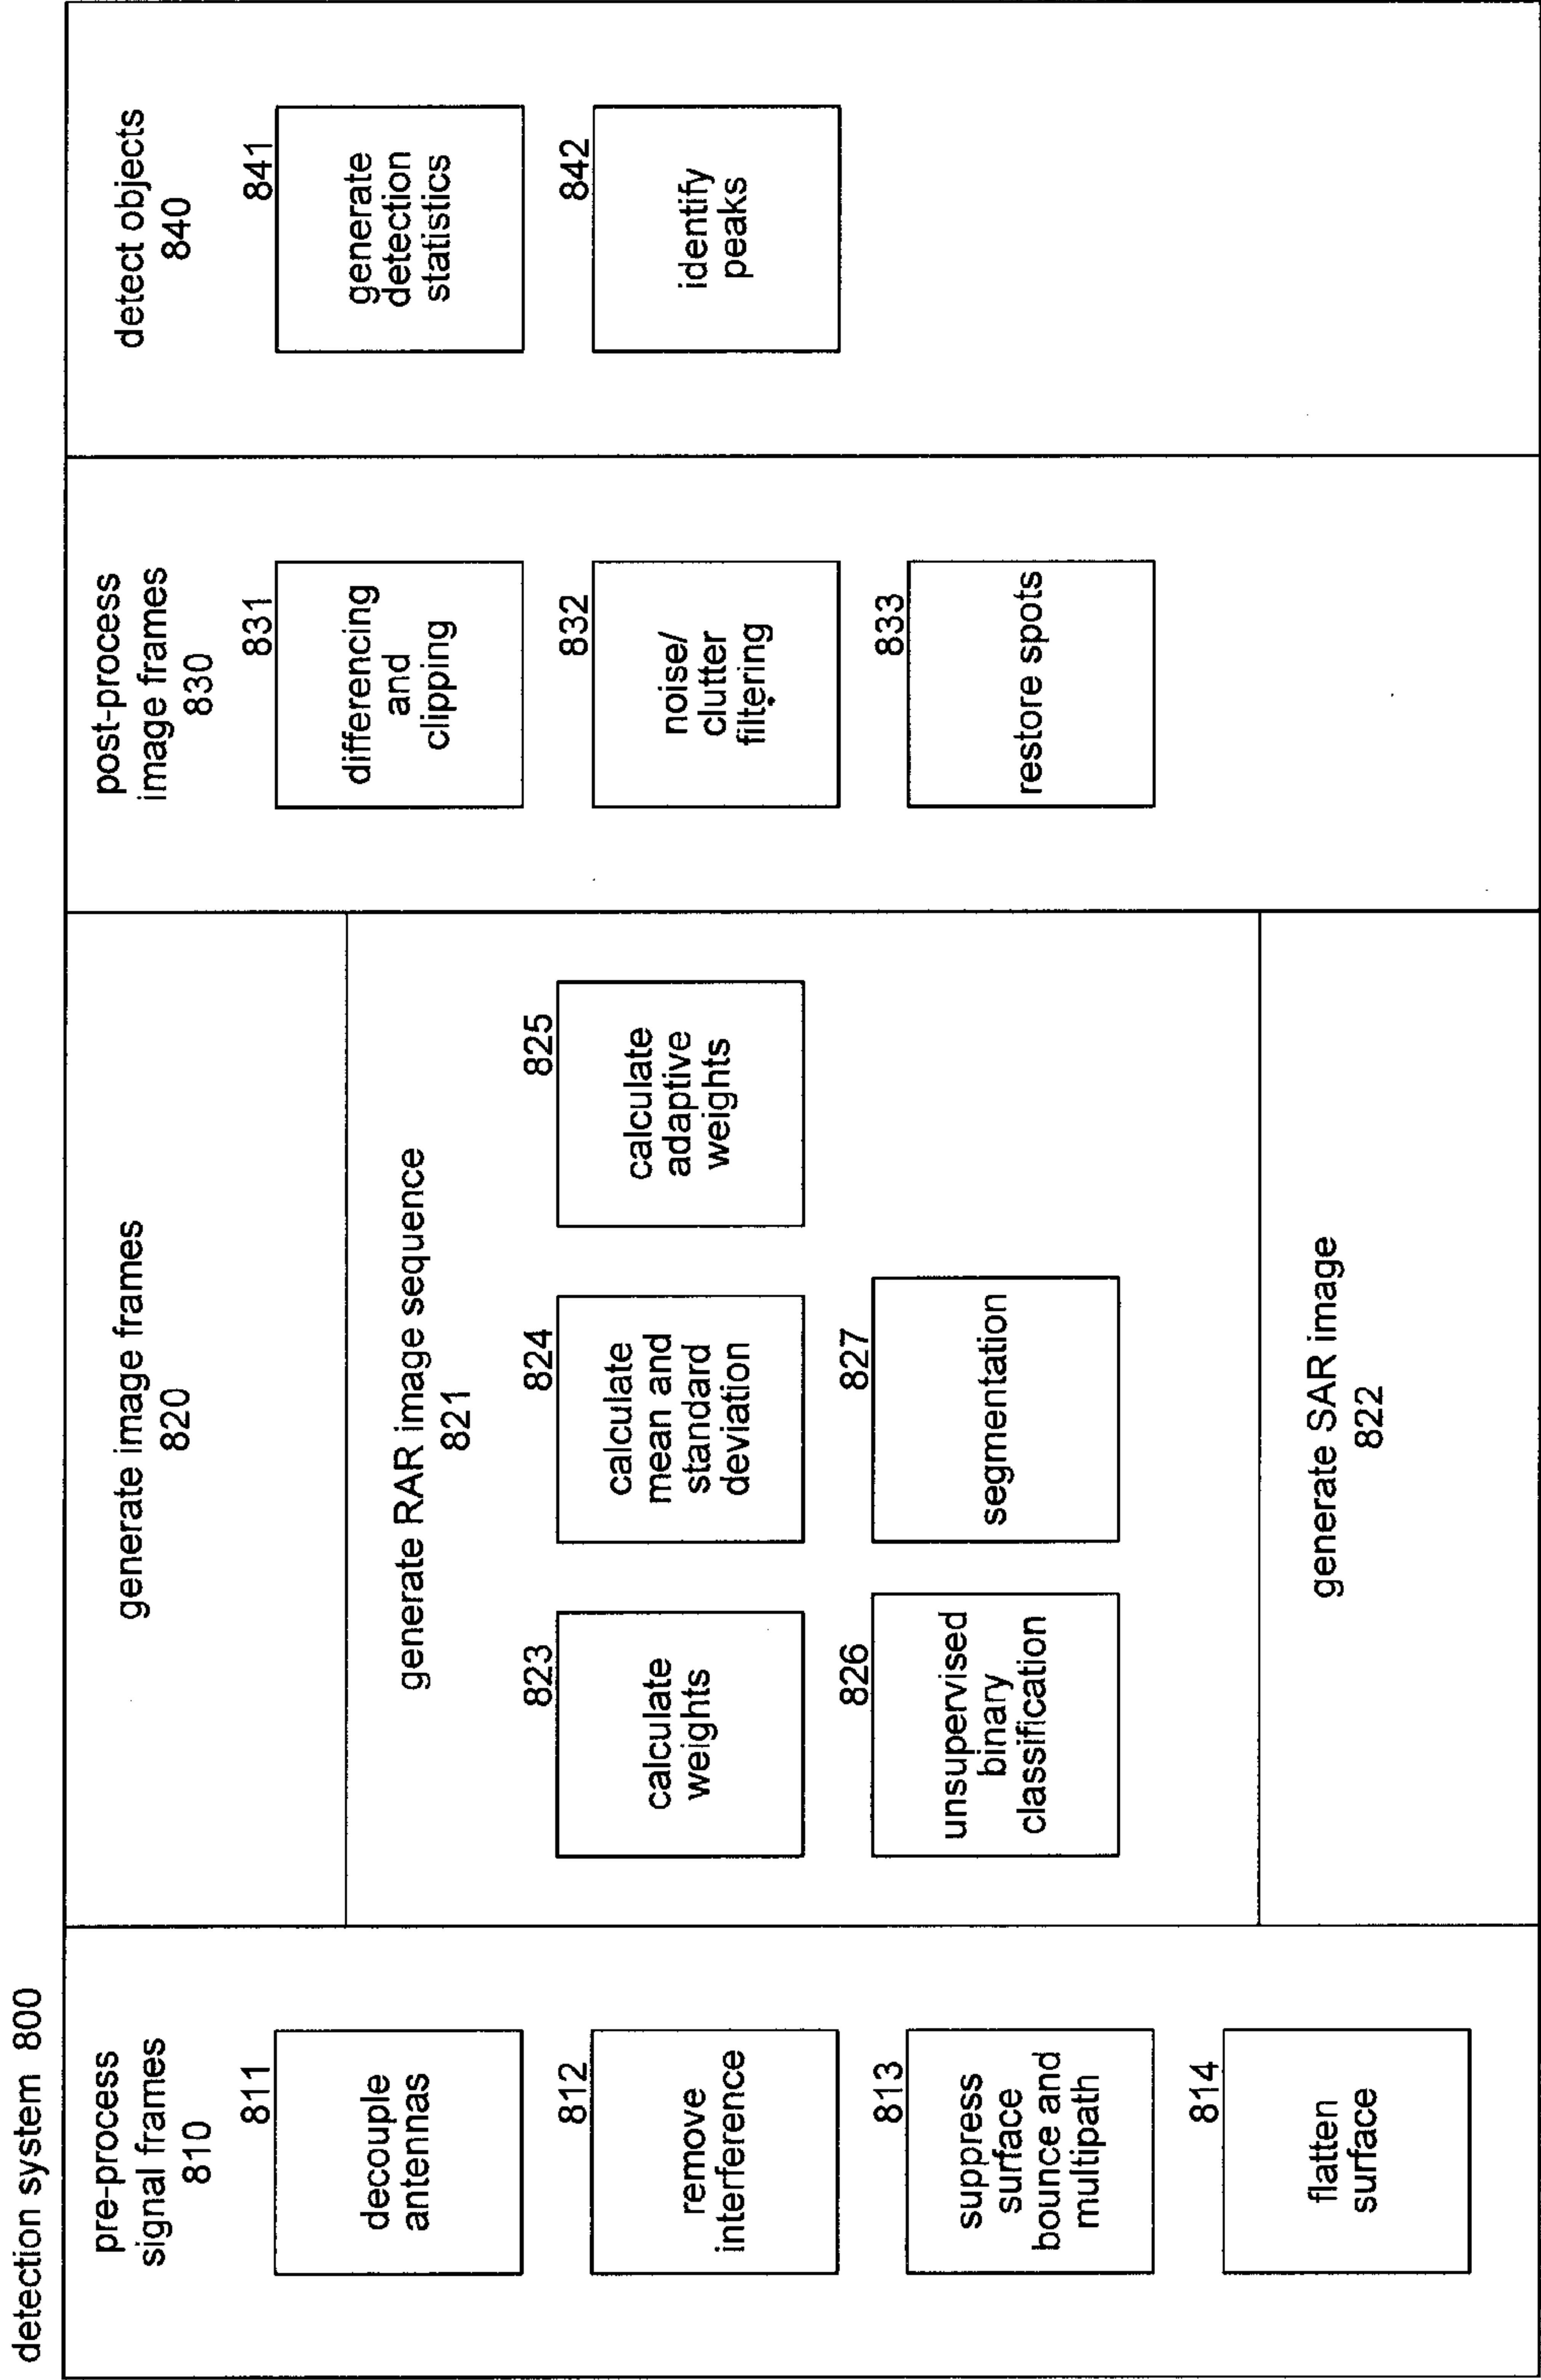 detection system 800
pre-process
signal frames
810
811
decouple
antennas
812
remove
interference
813
suppress
surface
bounce and
multipath
814
flatten
surface
generate image frames
820
generate RAR image sequence
821
823
calculate
weights
824
calculate
mean and
standard
deviation
825
calculate
adaptive
weights
826
unsupervised
binary
classification
827
segmentation
generate SAR image
822
post-process
image frames
830
831
differencing
and
clipping
832
noise/
clutter
filtering
833
restore spots
detect objects
840
841
generate
detection
statistics
842
identify
peaks